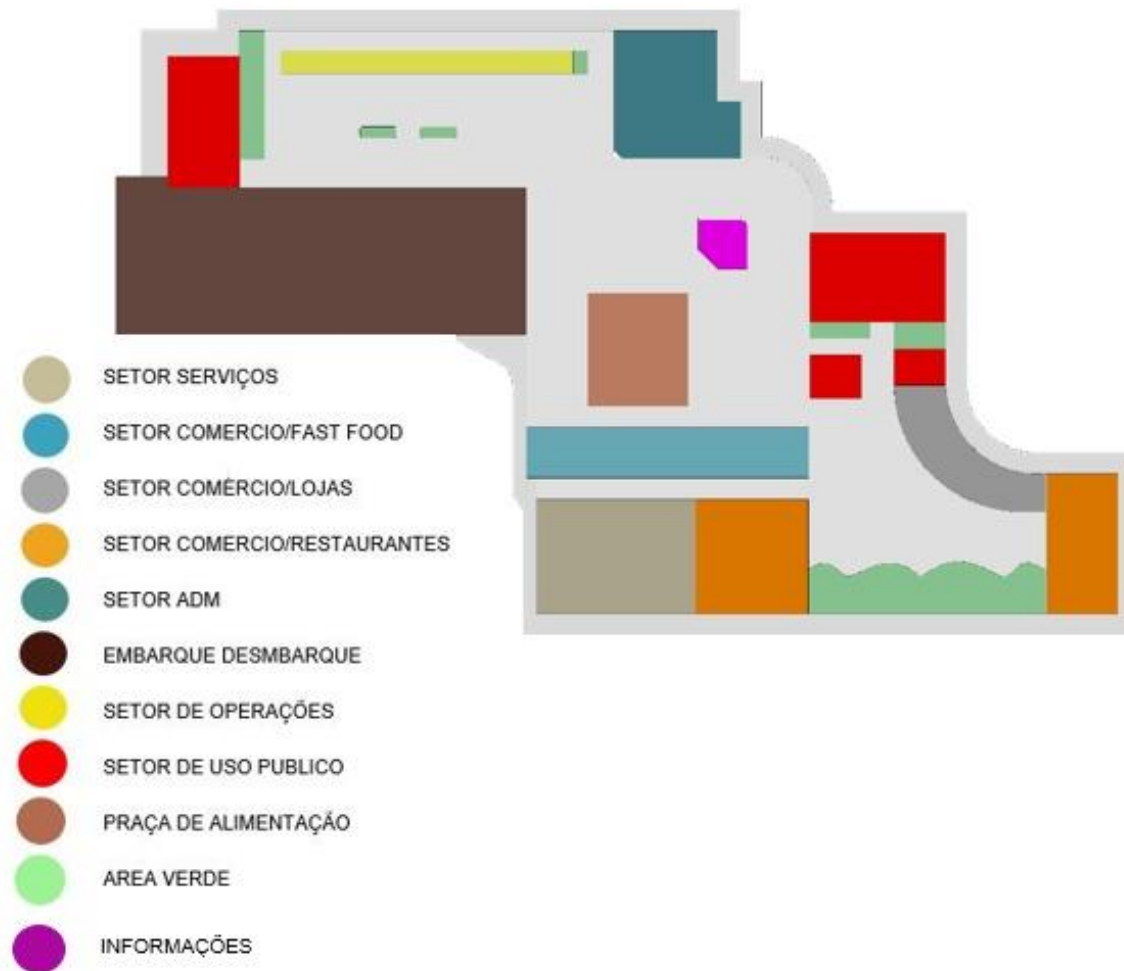 SETOR SERVIÇOS
SETOR COMERCIO/FAST FOOD
SETOR COMÉRCIO/LOJAS
SETOR COMERCIO/RESTAURANTES
SETOR ADM
EMBARQUE DESMBARQUE
SETOR DE OPERAÇÕES
SETOR DE USO PUBLICO
PRAÇA DE ALIMENTAÇÃO
AREA VERDE
INFORMAÇÕES